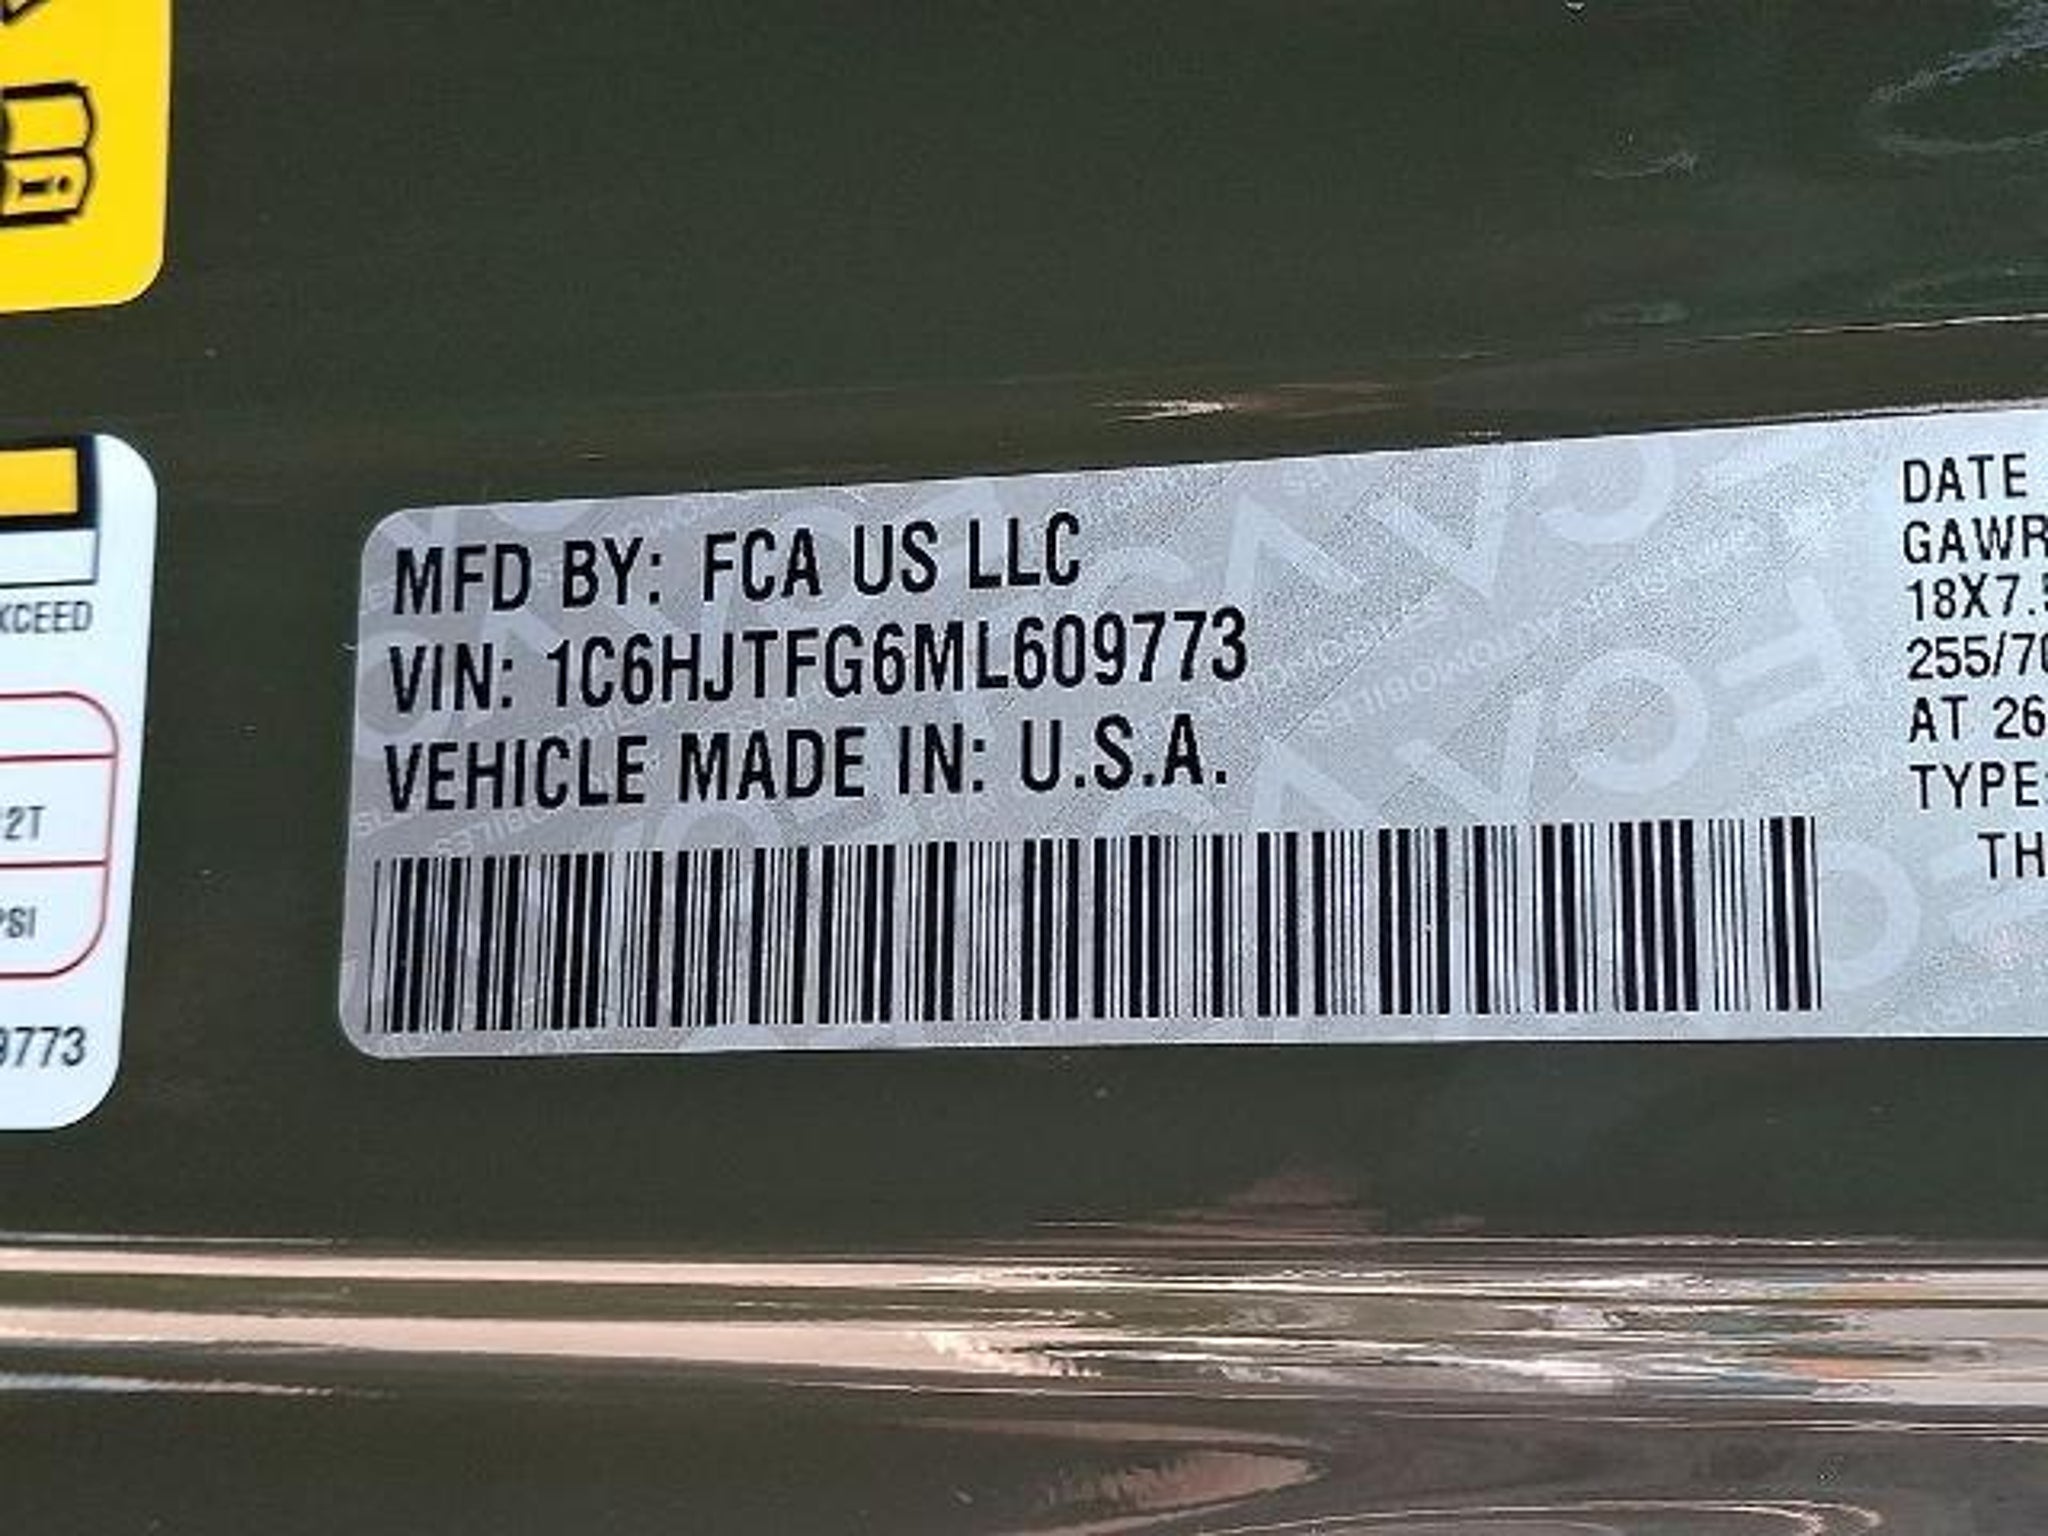 XCEED
2T
PSI
9773
MFD BY: FCA US LLC
VIN: 1C6HJTFG6ML609773
VEHICLE MADE IN: U.S.A.
DATE
GAWR
18X7.5
255/70
AT 26
TYPE:
TH